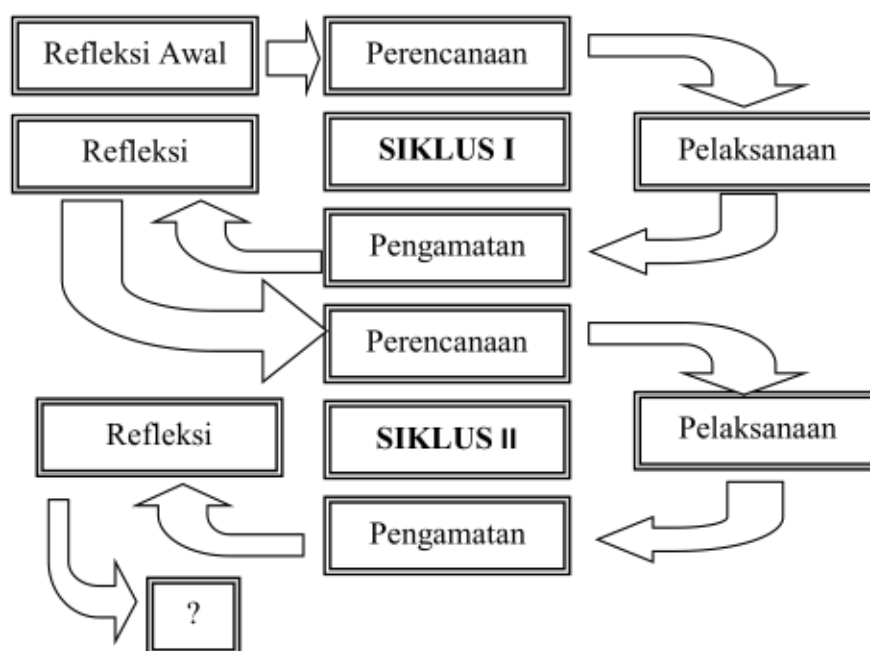 Refleksi Awal
Perencanaan
Refleksi
SIKLUS I
Pelaksanaan
Pengamatan
Perencanaan
Refleksi
SIKLUS II
Pelaksanaan
Pengamatan
?